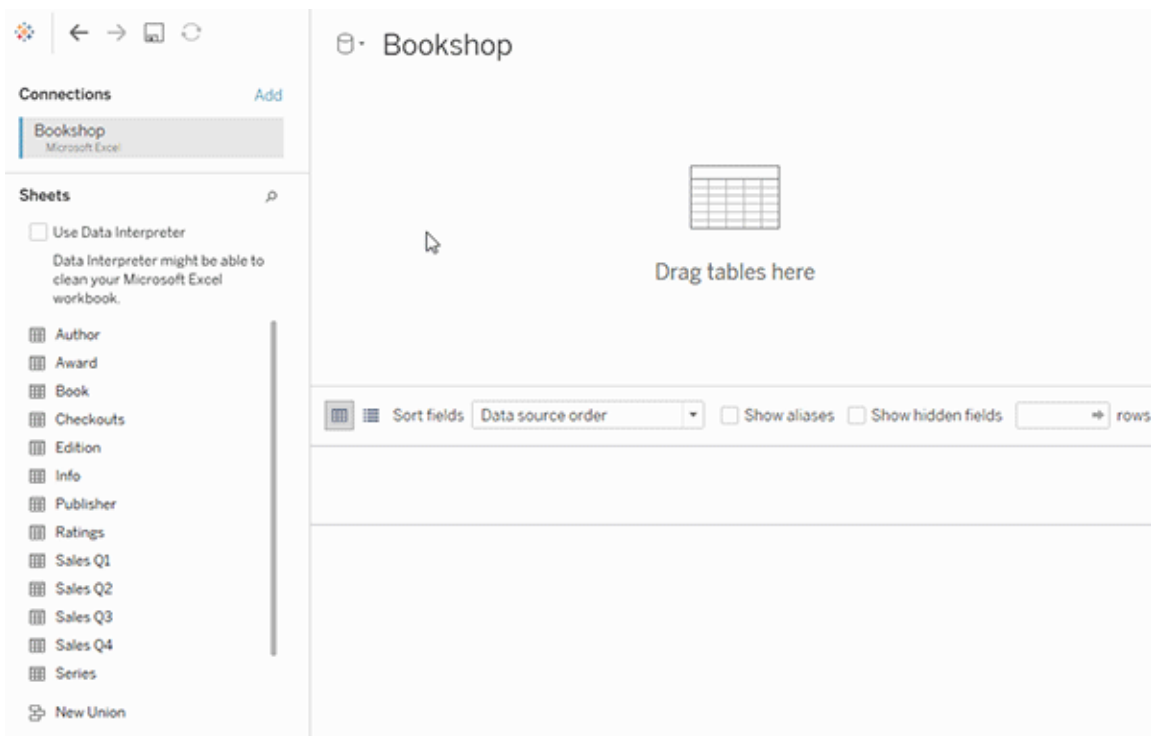 Bookshop
Connections
Add
Bookshop
Microsoft Excel
Sheets
Use Data Interpreter
Data Interpreter might be able to
clean your Microsoft Excel
workbook.
Author
Award
Book
Checkouts
Edition
Info
Publisher
Ratings
Sales Q1
Sales Q2
Sales Q3
Sales Q4
Series
New Union
Drag tables here
Sort fields Data source order Show aliases Show hidden fields rows